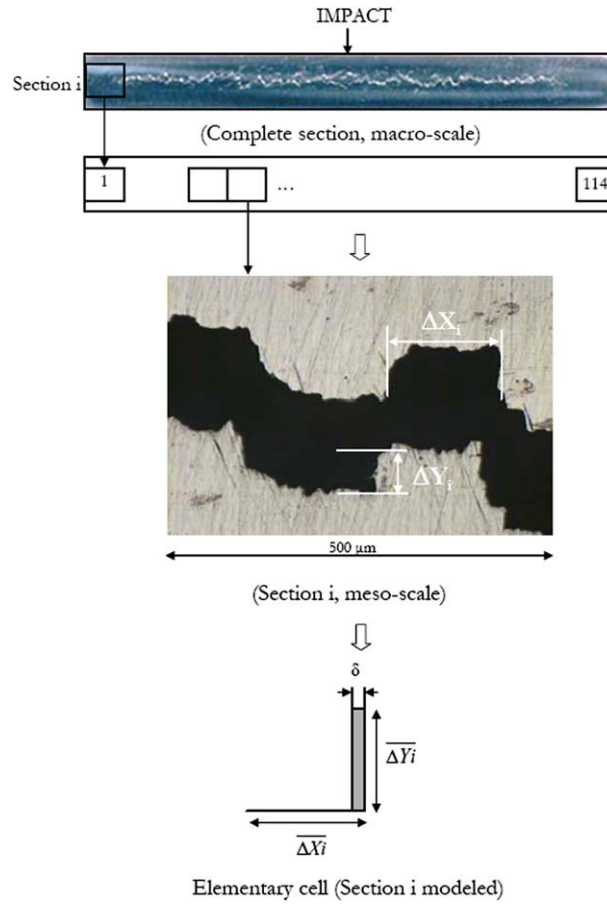 IMPACT
Section i
(Complete section, macro-scale)
1
...
114
ΔXᵢ
ΔYᵢ
500 µm
(Section i, meso-scale)
δ
ΔYi
ΔXi
Elementary cell (Section i modeled)